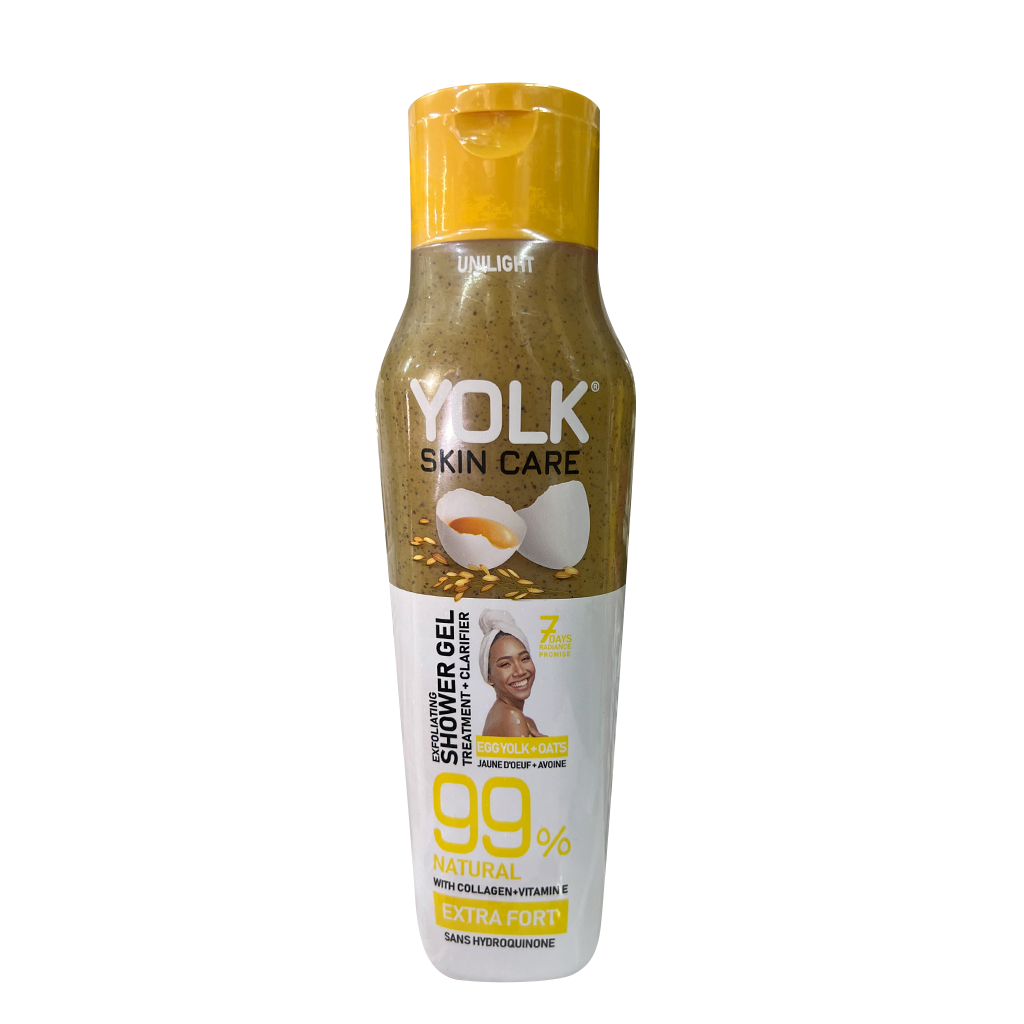 UNILIGHT
YOLK®
SKIN CARE
EXFOLIATING
SHOWER GEL
TREATMENT + CLARIFIER
7 DAYS
RADIANCE
PROMISE
EGG YOLK + OATS
JAUNE D'OEUF + AVOINE
99%
NATURAL
WITH COLLAGEN+VITAMIN E
EXTRA FORT
SANS HYDROQUINONE